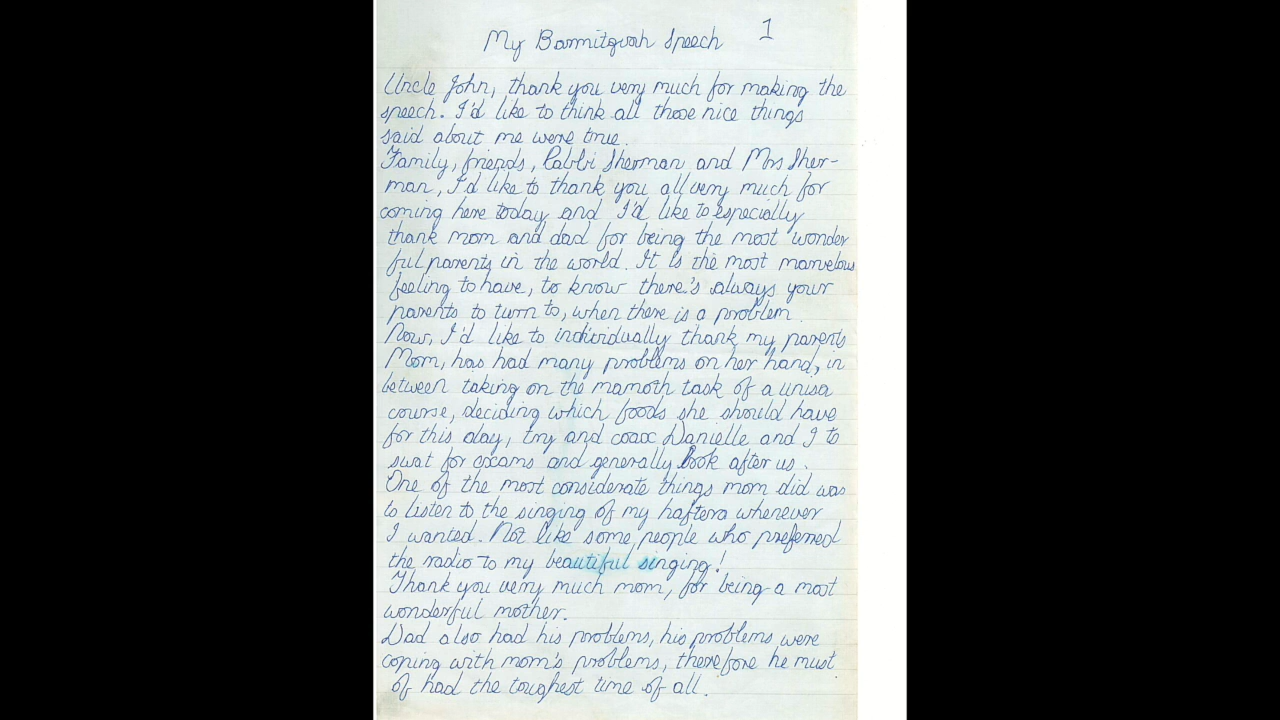 1
My Barmitzvah Speech
Uncle John, thank you very much for making the
speech. I'd like to think all those nice things
said about me were true.
Family, friends, Rabbi Sherman and Mrs Sher-
man, I'd like to thank you all very much for
coming here today and I'd like to especially
thank mom and dad for being the most wonder
ful parents in the world. It is the most marvelous
feeling to have, to know there's always your
parents to turn to, when there is a problem.
Now, I'd like to individually thank my parents
Mom, has had many problems on her hand, in
between taking on the mamoth task of a unisa
course, deciding which foods she should have
for this day, try and coax Danielle and I to
swat for exams and generally look after us.
One of the most considerate things mom did was
to listen to the singing of my haftera whenever
I wanted. Not like some people who preferred
the radio to my beautiful singing!
Thank you very much mom, for being a most
wonderful mother.
Dad also had his problems, his problems were
coping with mom's problems, therefore he must
of had the toughest time of all.